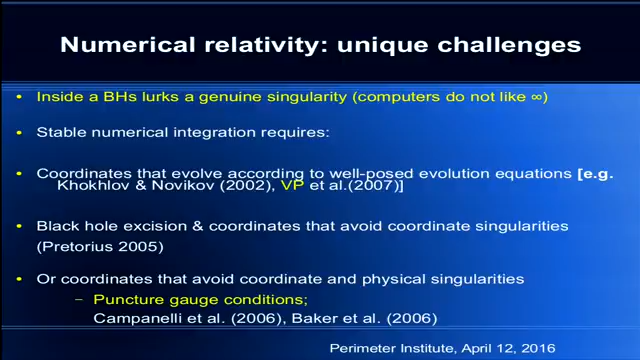 Numerical relativity: unique challenges
• Inside a BHs lurks a genuine singularity (computers do not like ∞)
• Stable numerical integration requires:
• Coordinates that evolve according to well-posed evolution equations [e.g.
Khokhlov & Novikov (2002), VP et al.(2007)]
• Black hole excision & coordinates that avoid coordinate singularities
(Pretorius 2005)
• Or coordinates that avoid coordinate and physical singularities
– Puncture gauge conditions;
Campanelli et al. (2006), Baker et al. (2006)
Perimeter Institute, April 12, 2016